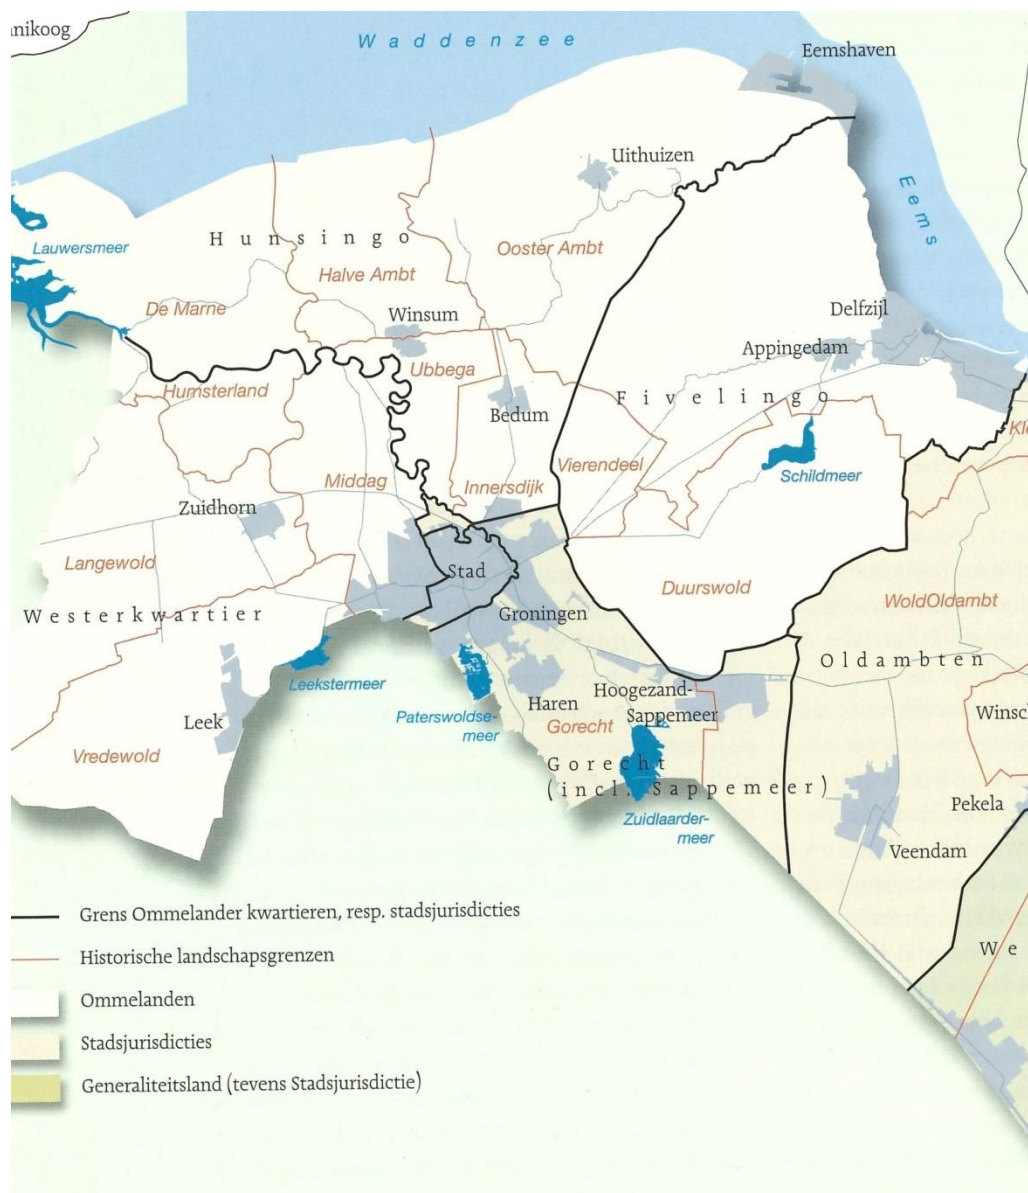 nnikoog
Waddenzee
Eemshaven
Eems
Uithuizen
Lauwersmeer
Hunsingo
Halve Ambt
Ooster Ambt
De Marne
Winsum
Ubbega
Delfzijl
Appingedam
Humsterland
Bedum
Fivelingo
Kl
Middag
Innersdijk
Vierendeel
Schildmeer
Zuidhorn
Langewold
Stad
Duurswold
WoldOldambt
Westerkwartier
Groningen
Oldambten
Leekstermeer
Leek
Paterswoldse-
meer
Haren
Hoogezand-
Sappemeer
Gorecht
Winsch
Vredewold
Gorecht
(incl. Sappemeer)
Zuidlaarder-
meer
Pekela
Veendam
We
Grens Ommelander kwartieren, resp. stadsjurisdicties
Historische landschapsgrenzen
Ommelanden
Stadsjurisdicties
Generaliteitsland (tevens Stadsjurisdictie)